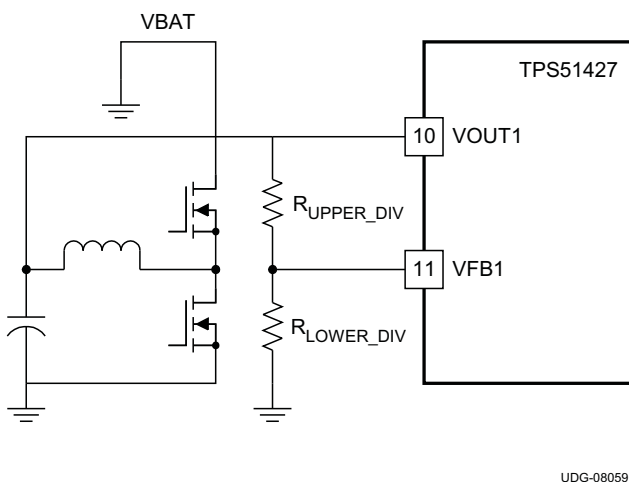 VBAT
TPS51427
10 VOUT1
RUPPER_DIV
11 VFB1
RLOWER_DIV
UDG-08059